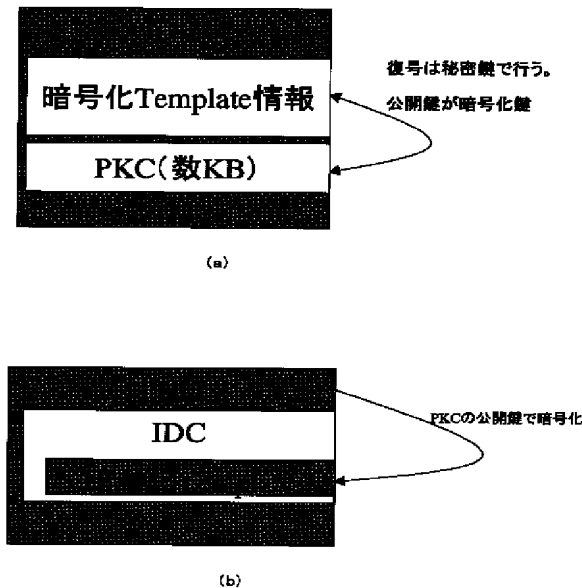 復号は秘密鍵で行う。
暗号化Template情報
公開鍵が暗号化鍵
PKC(数KB)
(a)
PKCの公開鍵で暗号化
IDC
(b)